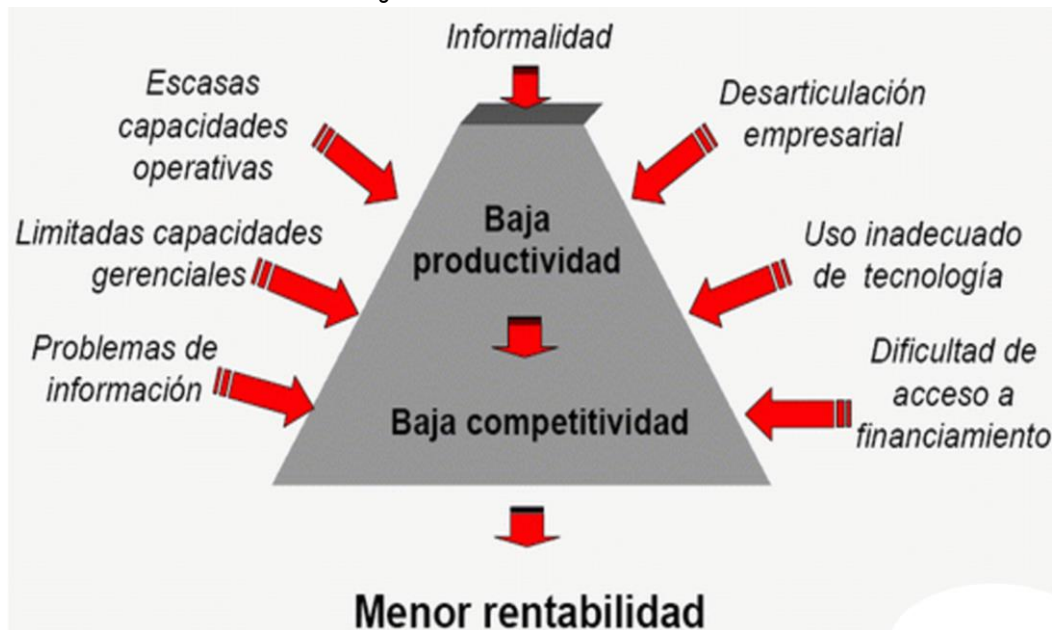 Informalidad
Escasas
capacidades
operativas
Desarticulación
empresarial
Limitadas capacidades
gerenciales
Baja
productividad
Uso inadecuado
de tecnología
Problemas de
información
Baja competitividad
Dificultad de
acceso a
financiamiento
Menor rentabilidad